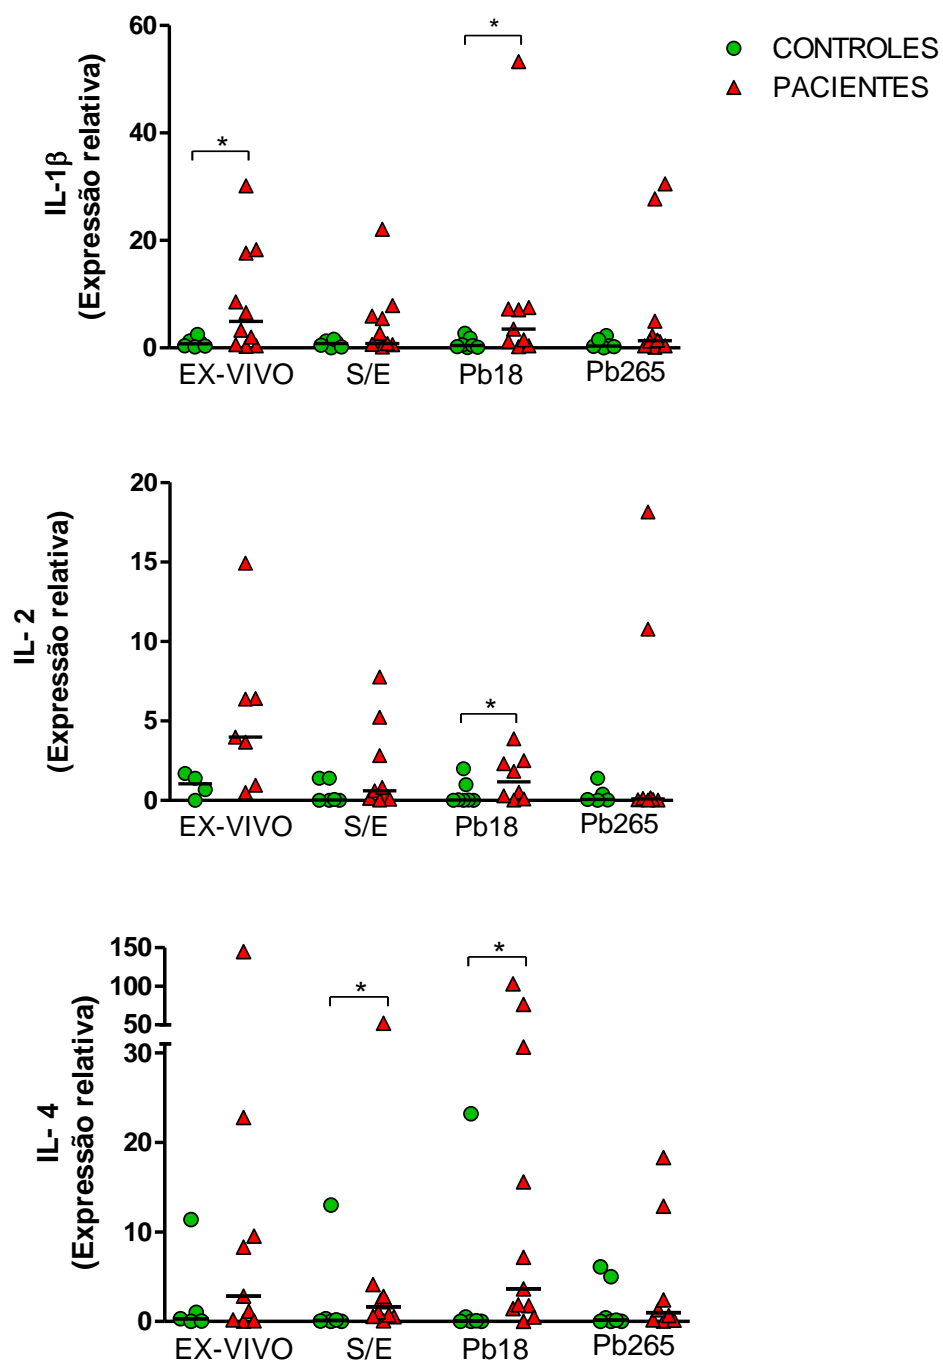 CONTROLES
PACIENTES
IL-1β
(Expressão relativa)
60
40
20
0
*
*
EX-VIVO S/E Pb18 Pb265
IL- 2
(Expressão relativa)
20
15
10
5
0
*
EX-VIVO S/E Pb18 Pb265
IL- 4
(Expressão relativa)
150
100
50
30
20
10
0
*
*
EX-VIVO S/E Pb18 Pb265